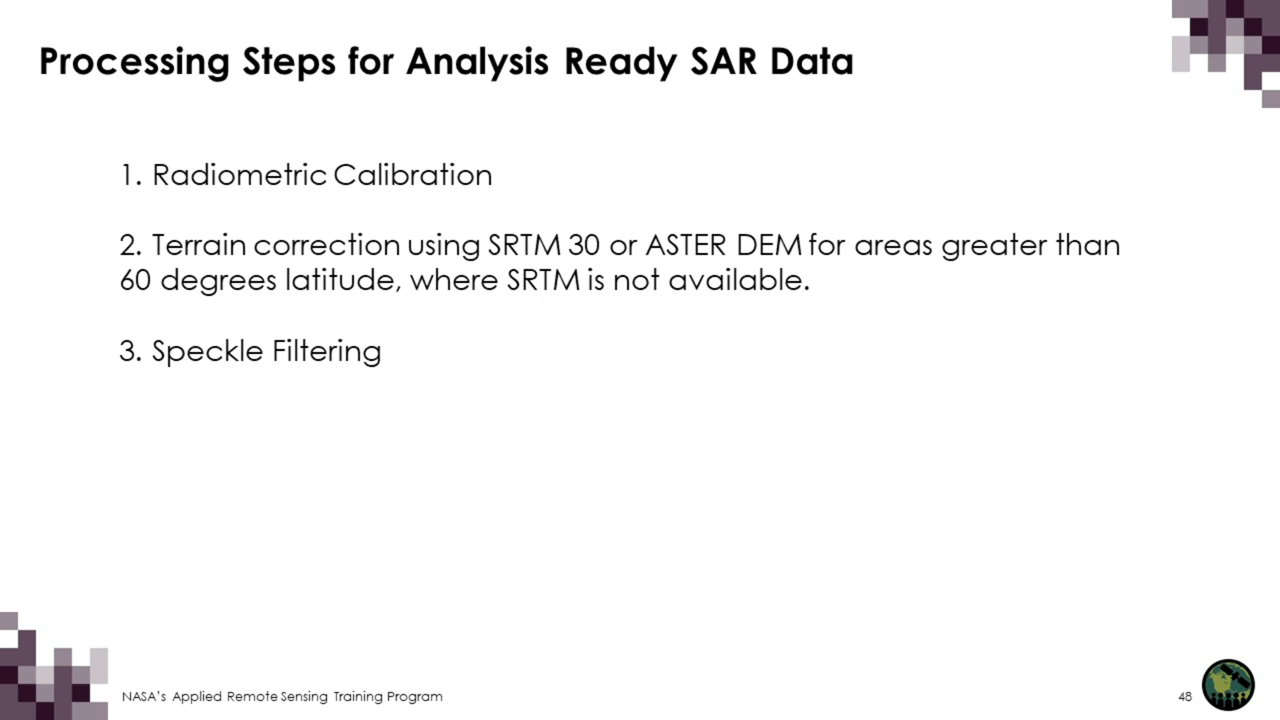 Processing Steps for Analysis Ready SAR Data
1. Radiometric Calibration
2. Terrain correction using SRTM 30 or ASTER DEM for areas greater than
60 degrees latitude, where SRTM is not available.
3. Speckle Filtering
NASA's Applied Remote Sensing Training Program
48